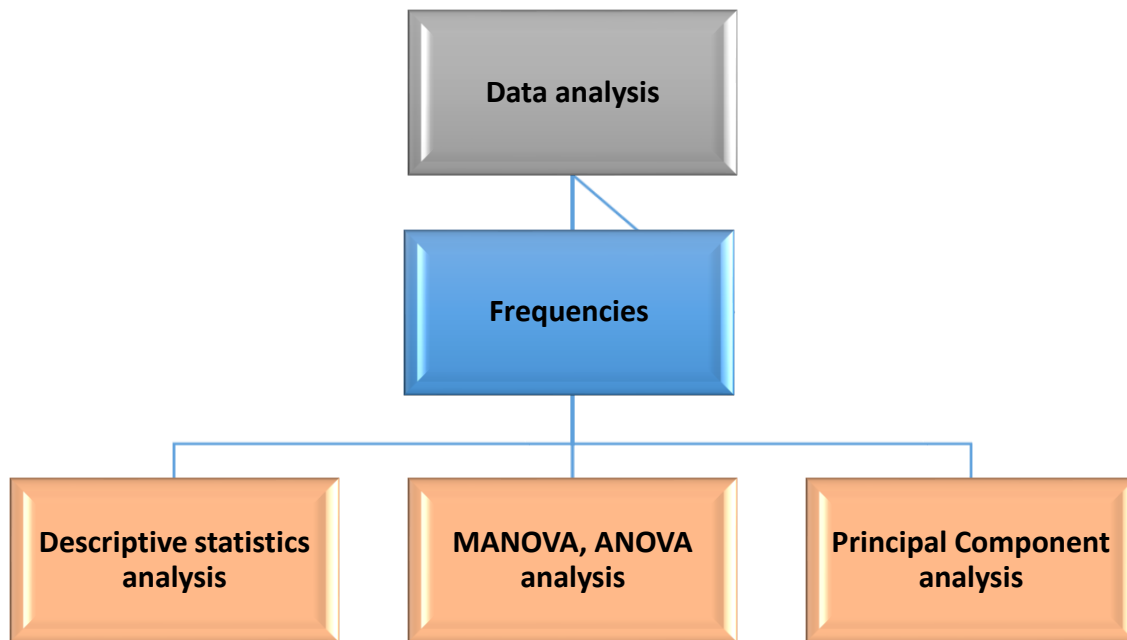 Data analysis
Frequencies
Descriptive statistics
analysis
MANOVA, ANOVA
analysis
Principal Component
analysis